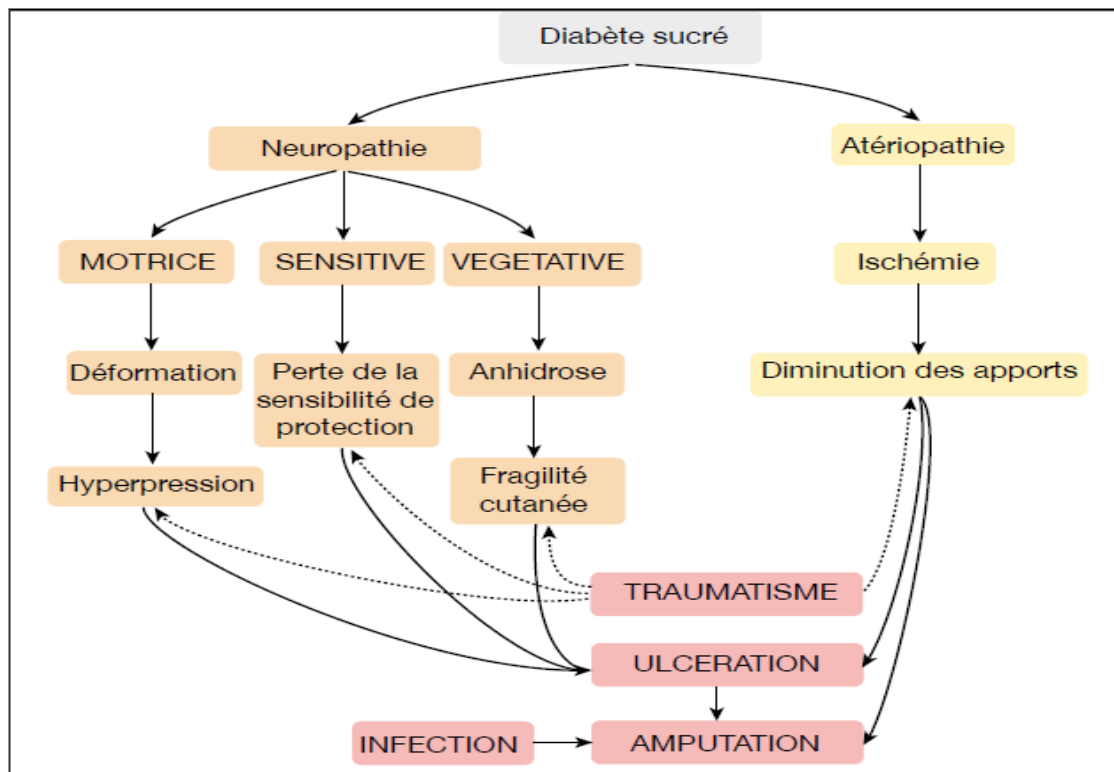 Diabète sucré
Neuropathie
Atériopathie
MOTRICE
SENSITIVE
VEGETATIVE
Ischémie
Déformation
Perte de la
sensibilité de
protection
Anhidrose
Diminution des apports
Hyperpression
Fragilité
cutanée
TRAUMATISME
ULCERATION
INFECTION
AMPUTATION